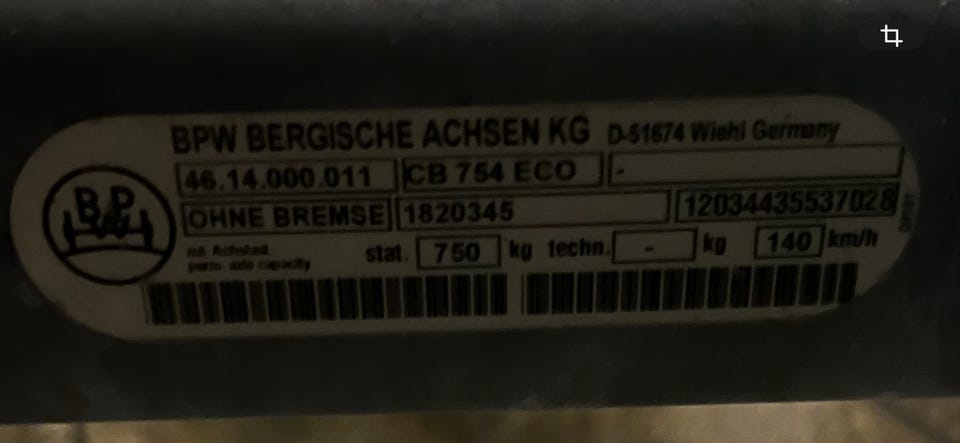 BPW BERGISCHE ACHSEN KG D-51674 Wiehl Germany
BPW
46.14.000.011 CB 754 ECO -
OHNE BREMSE 1820345 12034435537028
zul. Achslast stat. 750 kg techn. - kg 140 km/h
perm. axle capacity